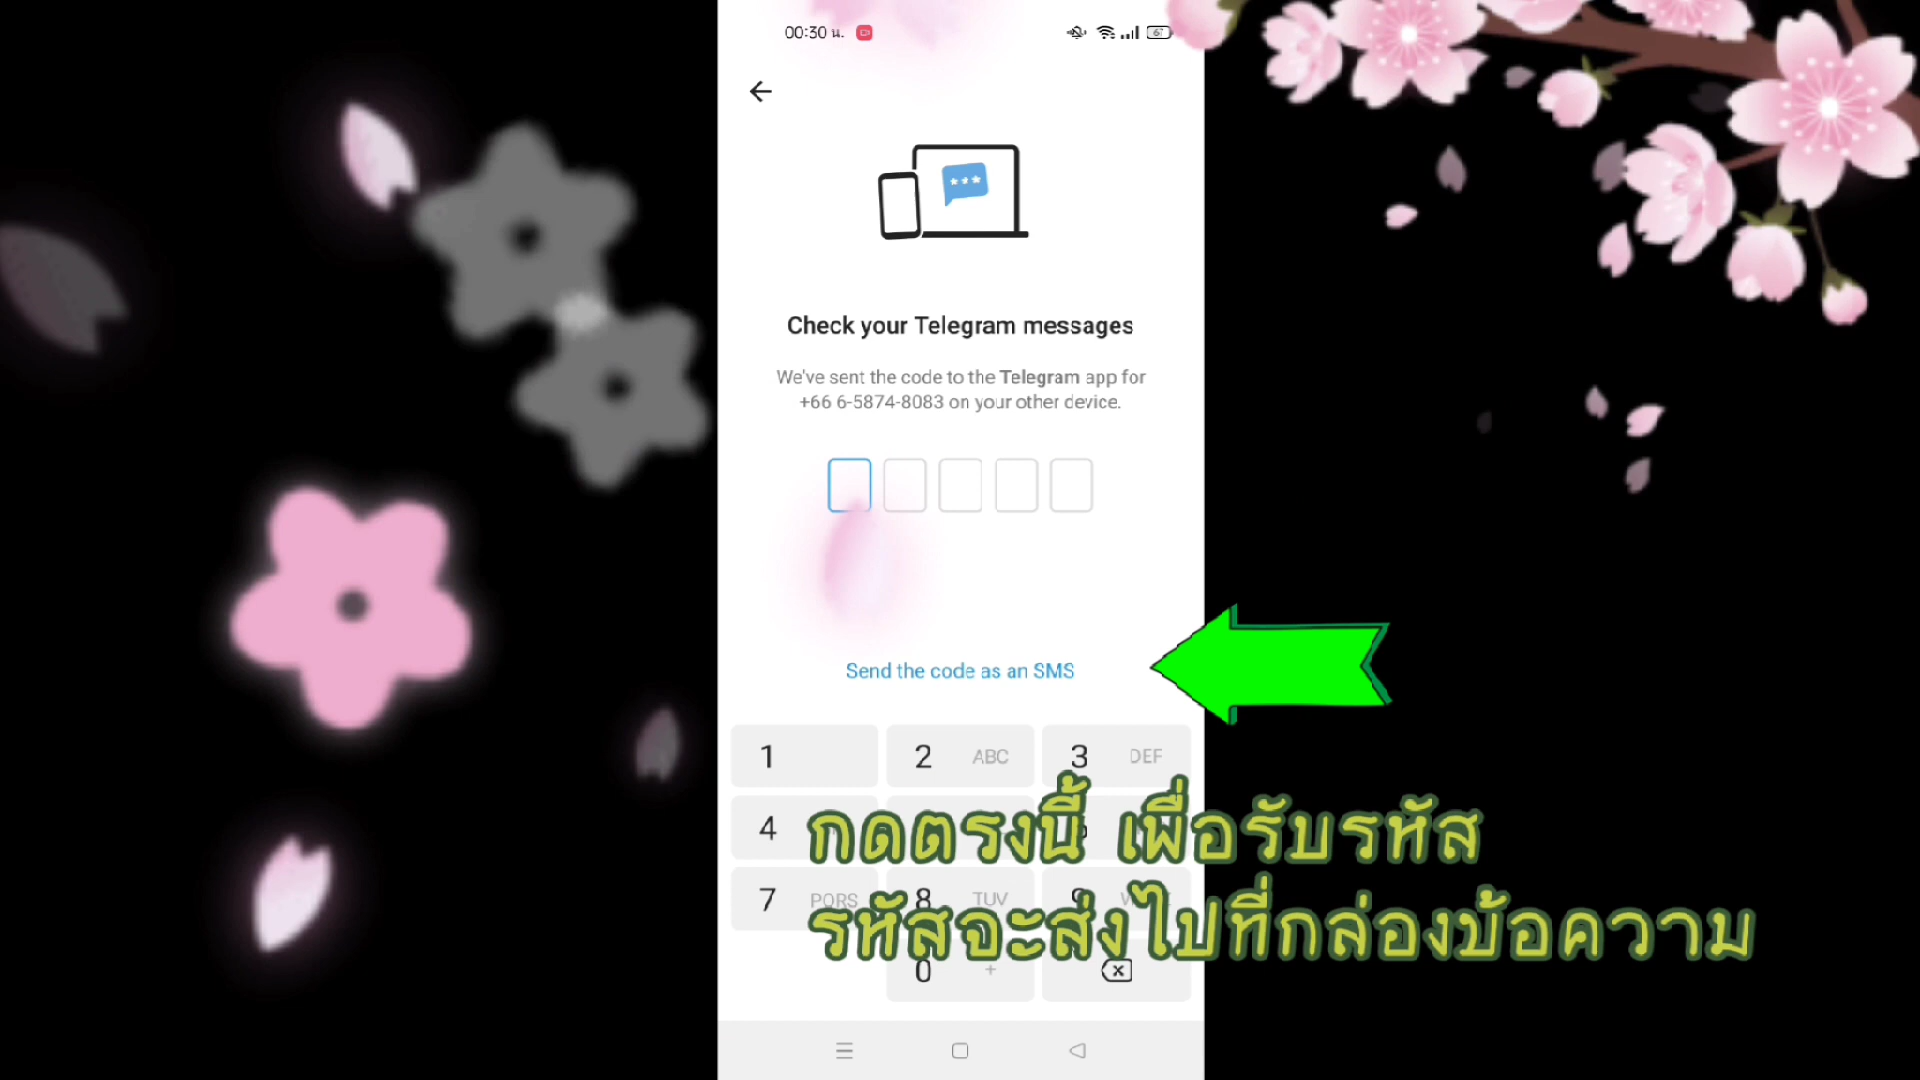 00:30 น.
67
Check your Telegram messages
We've sent the code to the Telegram app for
+66 6-5874-8083 on your other device.
Send the code as an SMS
1
2 ABC
3 DEF
4
กดตรงนี้ เพื่อรับรหัส
7 PQRS
8 TUV
9
รหัสจะส่งไปที่กล่องบ้อความ
0 +